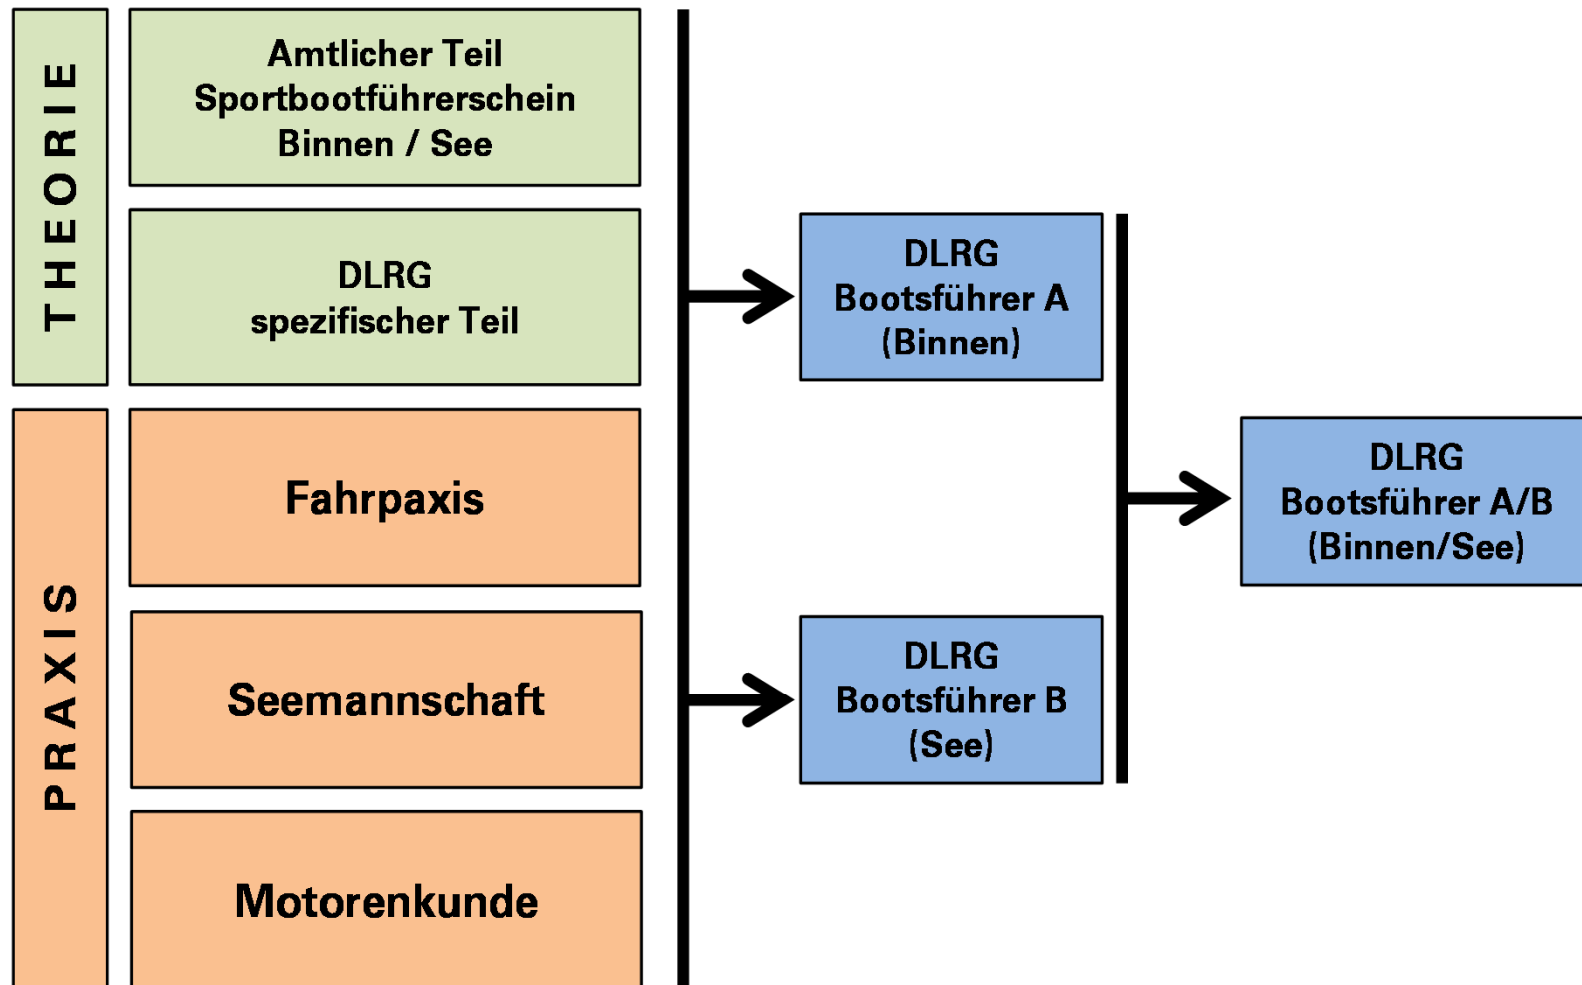 THEORIE
Amtlicher Teil
Sportbootführerschein
Binnen / See
DLRG
spezifischer Teil
PRAXIS
Fahrpaxis
Seemannschaft
Motorenkunde
DLRG
Bootsführer A
(Binnen)
DLRG
Bootsführer B
(See)
DLRG
Bootsführer A/B
(Binnen/See)